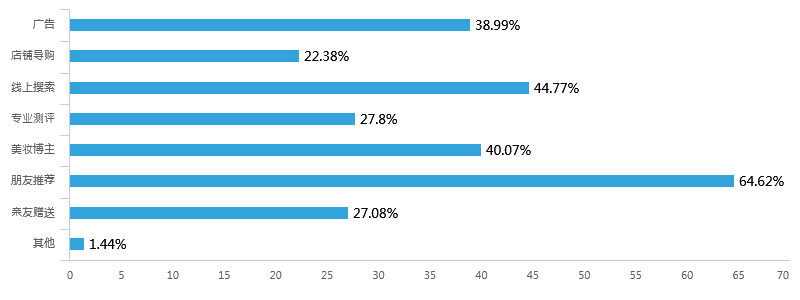 广告 38.99%
店铺导购 22.38%
线上搜索 44.77%
专业测评 27.8%
美妆博主 40.07%
朋友推荐 64.62%
亲友赠送 27.08%
其他 1.44%
0 5 10 15 20 25 30 35 40 45 50 55 60 65 70